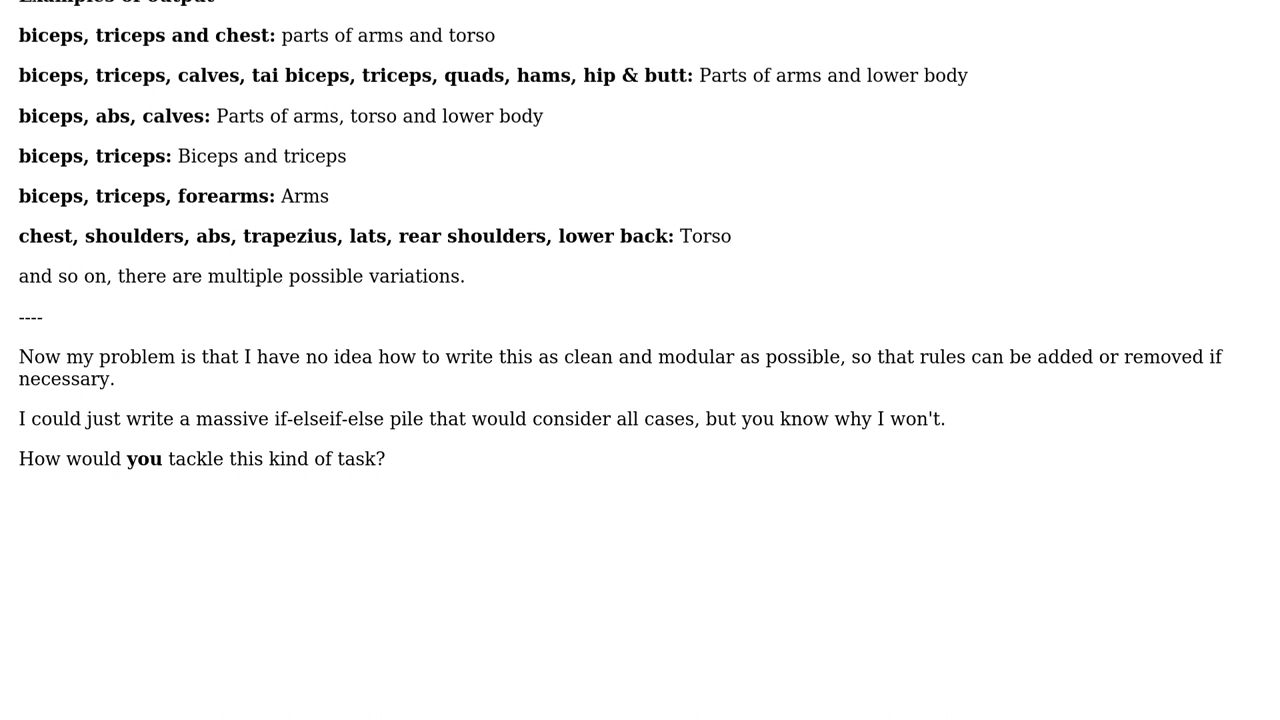 Examples of output
biceps, triceps and chest: parts of arms and torso
biceps, triceps, calves, tai biceps, triceps, quads, hams, hip & butt: Parts of arms and lower body
biceps, abs, calves: Parts of arms, torso and lower body
biceps, triceps: Biceps and triceps
biceps, triceps, forearms: Arms
chest, shoulders, abs, trapezius, lats, rear shoulders, lower back: Torso
and so on, there are multiple possible variations.
----
Now my problem is that I have no idea how to write this as clean and modular as possible, so that rules can be added or removed if
necessary.
I could just write a massive if-elseif-else pile that would consider all cases, but you know why I won't.
How would you tackle this kind of task?